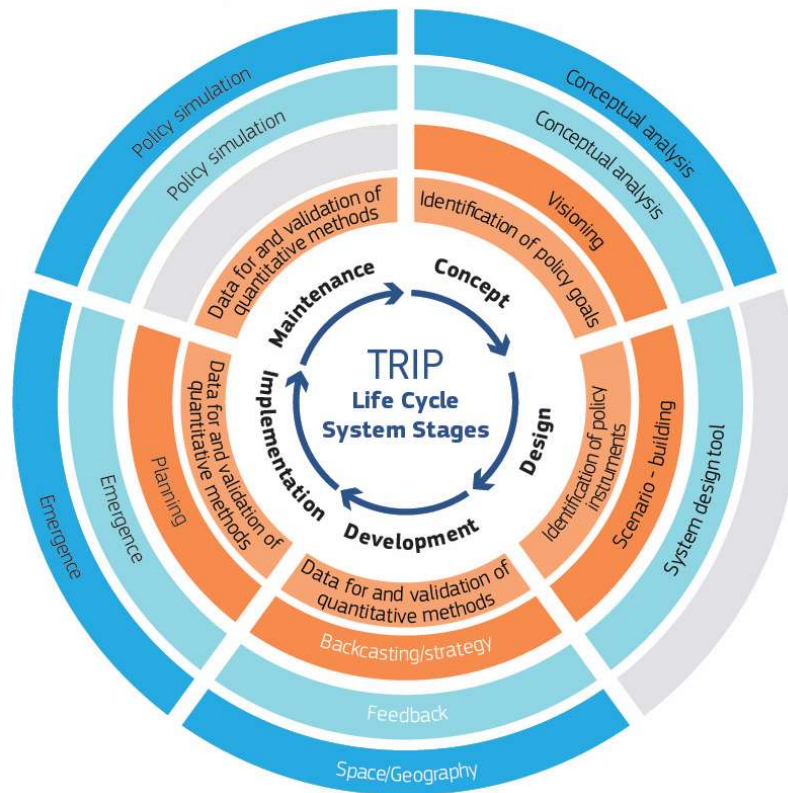 TRIP
Life Cycle
System Stages
Concept
Design
Development
Implementation
Maintenance
Identification of policy goals
Visioning
Conceptual analysis
Conceptual analysis
Identification of policy
instruments
Scenario - building
System design tool
Data for and validation of
quantitative methods
Backcasting/strategy
Feedback
Space/Geography
Data for and validation of
quantitative methods
Planning
Emergence
Emergence
Data for and validation of
quantitative methods
Policy simulation
Policy simulation